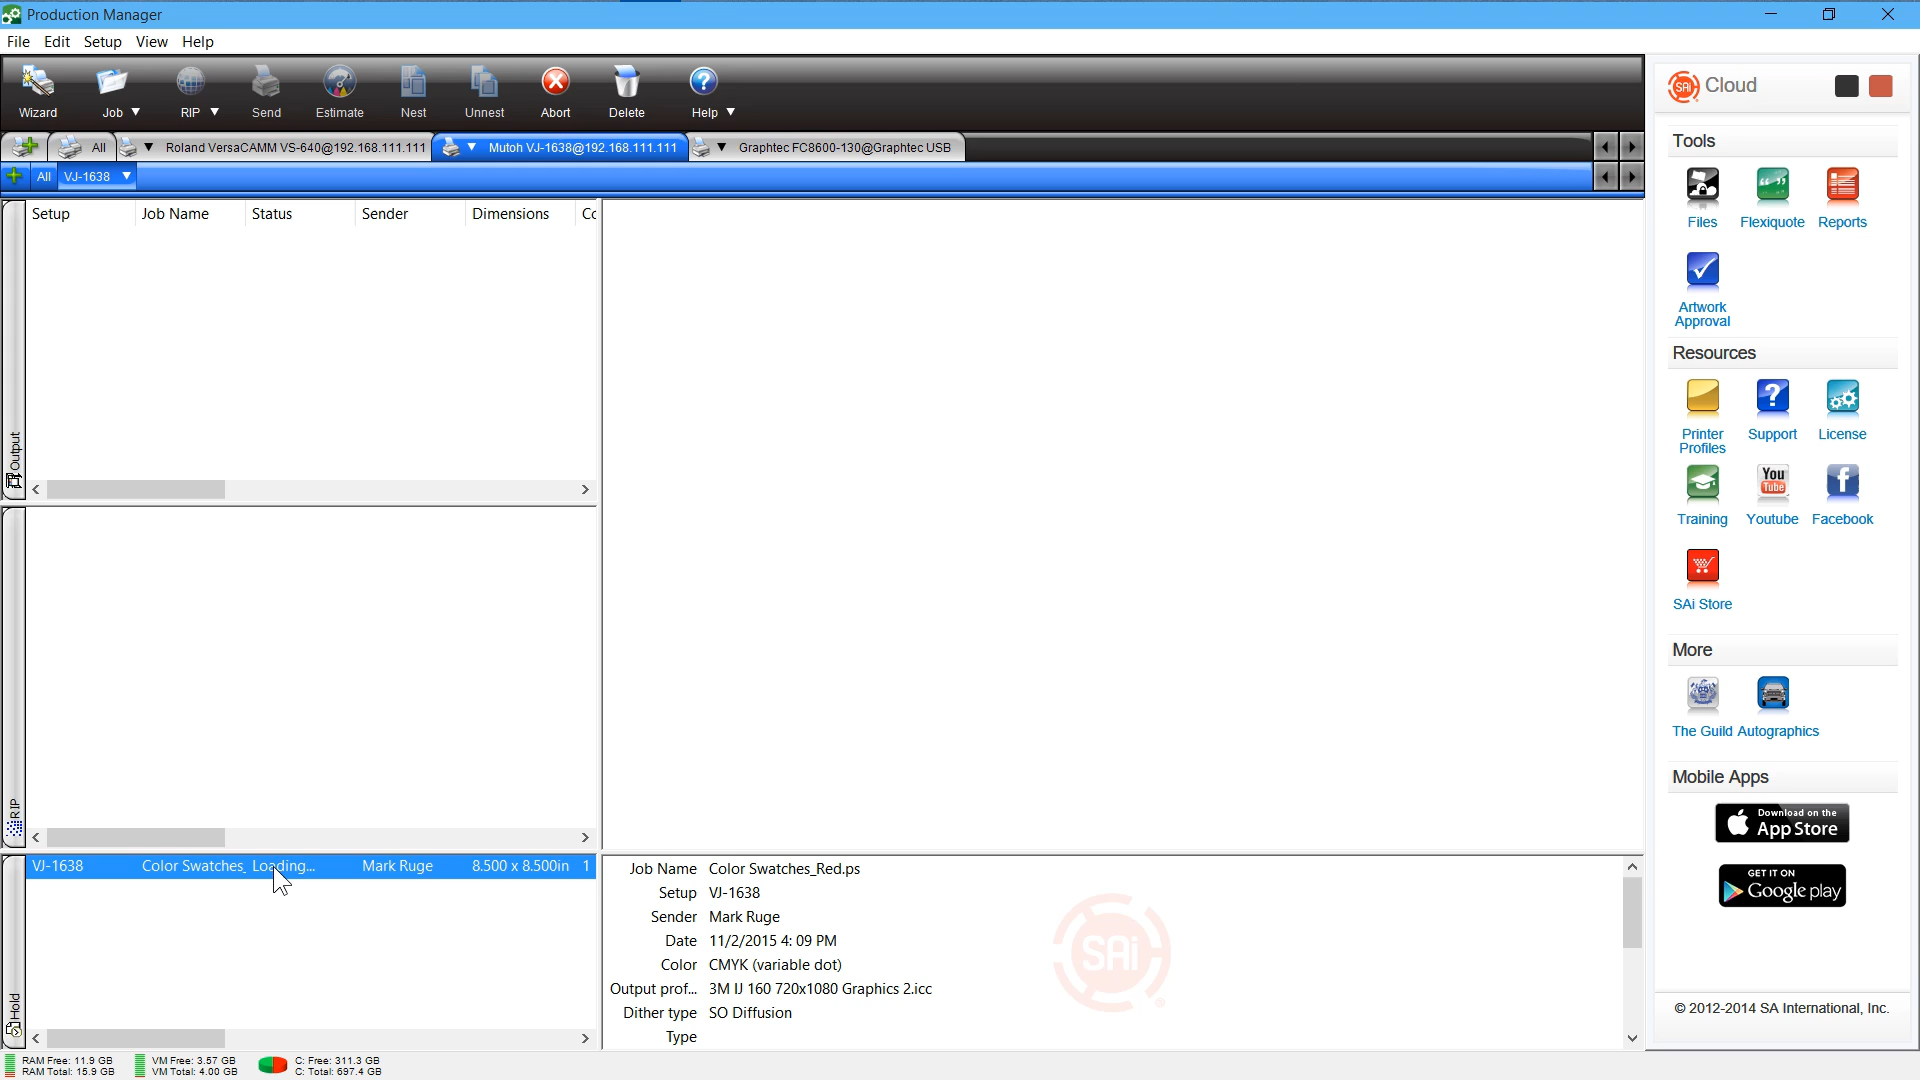 Production Manager
File Edit Setup View Help
Wizard Job RIP Send Estimate Nest Unnest Abort Delete Help
All Roland VersaCAMM VS-640@192.168.111.111 Mutoh VJ-1638@192.168.111.111 Graphtec FC8600-130@Graphtec USB
All VJ-1638
Setup Job Name Status Sender Dimensions Cc
Output
RIP
VJ-1638 Color Swatches_ Loading... Mark Ruge 8.500 x 8.500in 1
Hold
Job Name Color Swatches_Red.ps
Setup VJ-1638
Sender Mark Ruge
Date 11/2/2015 4: 09 PM
Color CMYK (variable dot)
Output prof... 3M IJ 160 720x1080 Graphics 2.icc
Dither type SO Diffusion
Type
SAi
RAM Free: 11.9 GB VM Free: 3.57 GB C: Free: 311.3 GB
RAM Total: 15.9 GB VM Total: 4.00 GB C: Total: 697.4 GB
SAi Cloud
Tools
Files Flexiquote Reports
Artwork
Approval
Resources
Printer Support License
Profiles
You
Tube
Training Youtube Facebook
SAi Store
More
The Guild Autographics
Mobile Apps
Download on the
App Store
GET IT ON
Google play
© 2012-2014 SA International, Inc.